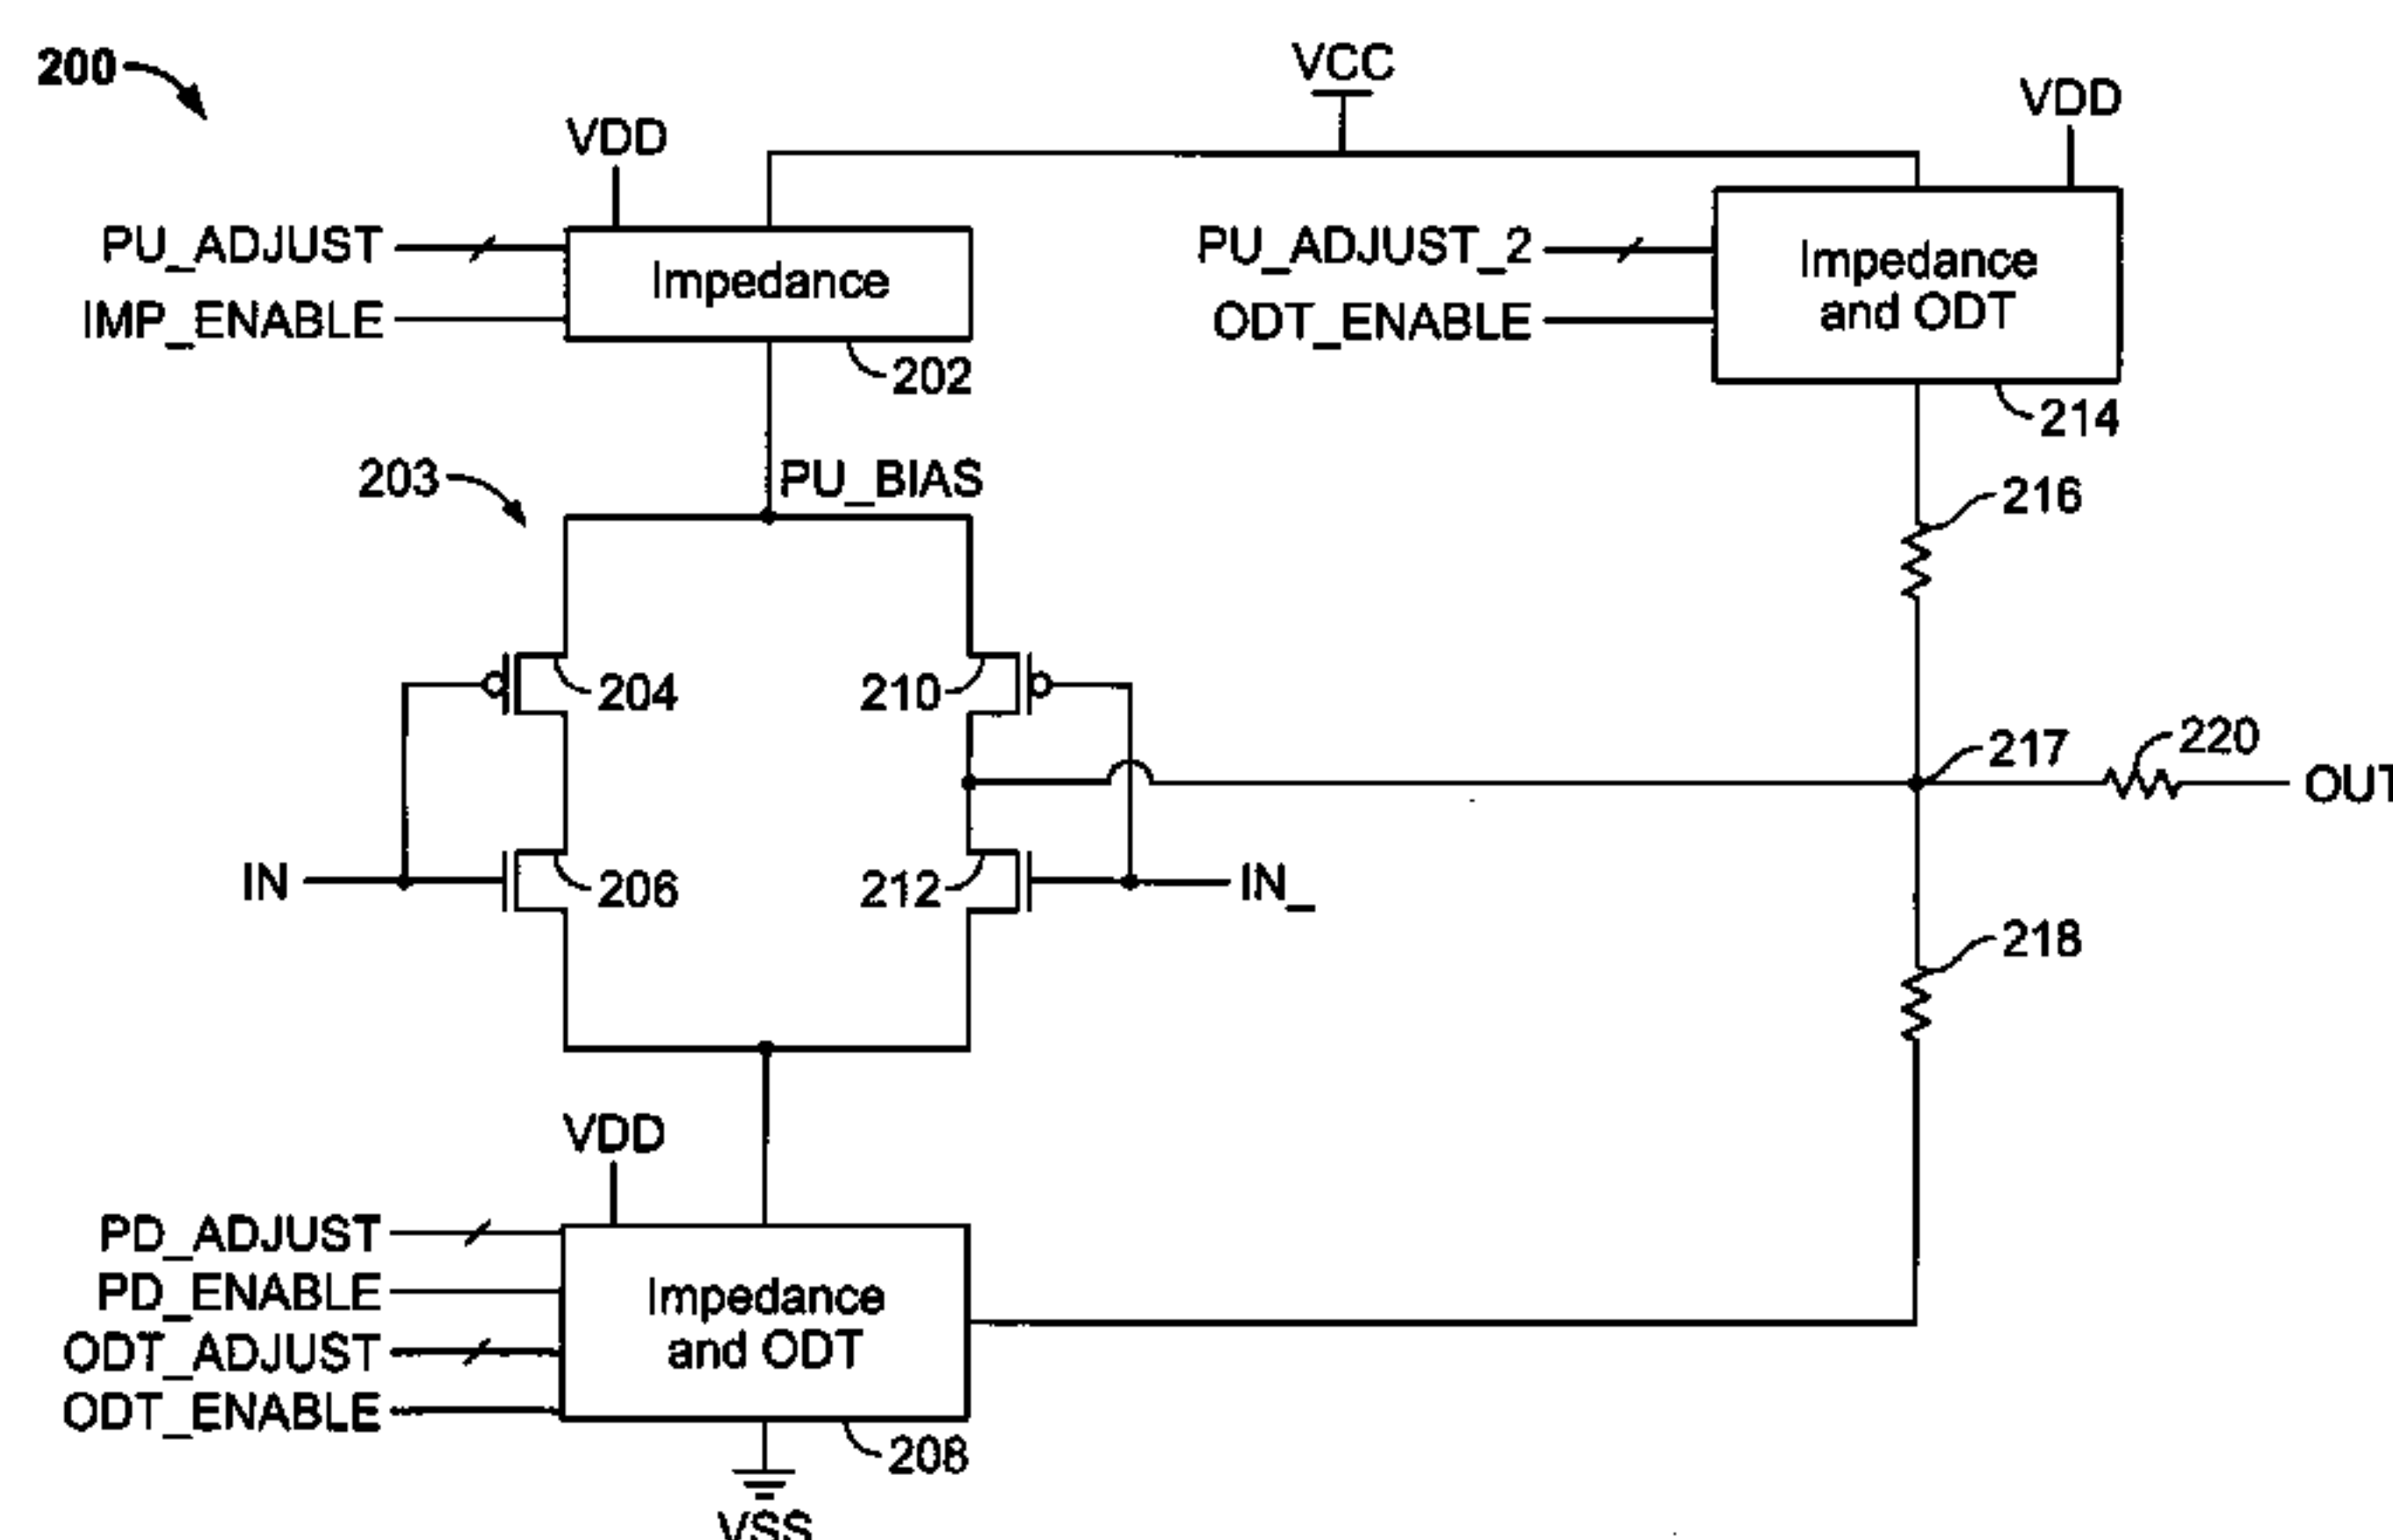 200
VCC
VDD
VDD
PU_ADJUST
IMP_ENABLE
Impedance
202
PU_ADJUST_2
ODT_ENABLE
Impedance
and ODT
214
203
PU_BIAS
216
204
210
217
220
OUT
IN
206
212
IN_
218
VDD
PD_ADJUST
PD_ENABLE
ODT_ADJUST
ODT_ENABLE
Impedance
and ODT
208
VSS